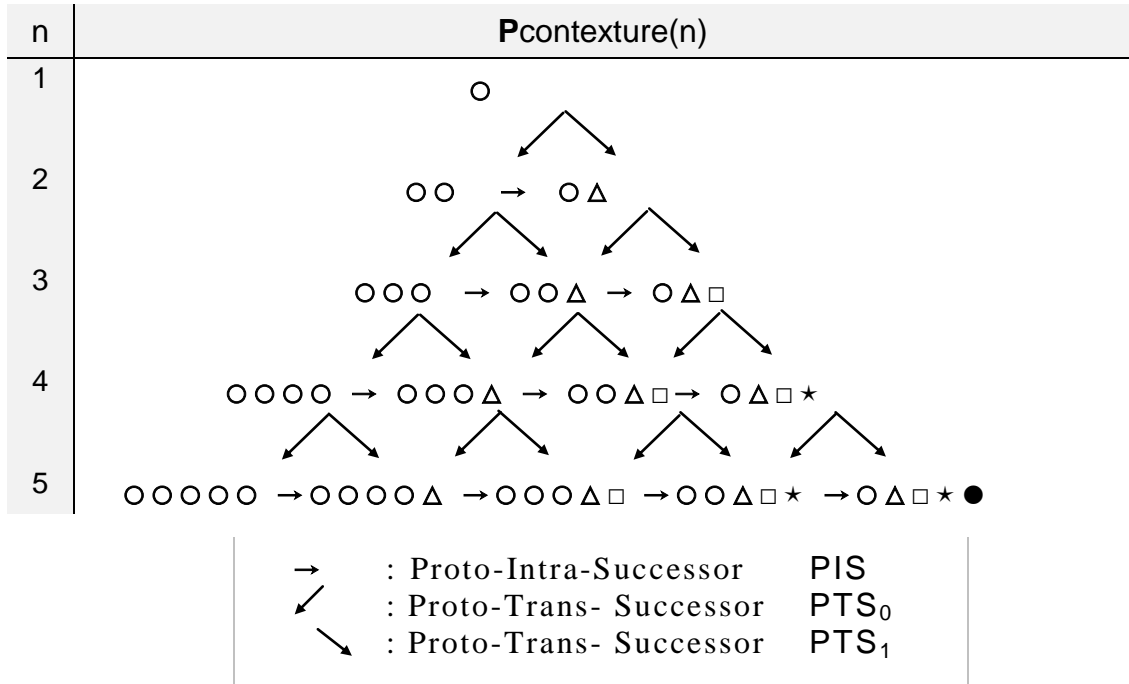 n Pcontexture(n)
1 ○
2 ○○ → ○△
3 ○○○ → ○○△ → ○△□
4 ○○○○ → ○○○△ → ○○△□ → ○△□⋆
5 ○○○○○ → ○○○○△ → ○○○△□ → ○○△□⋆ → ○△□⋆●
→ : Proto-Intra-Successor PIS
↙ : Proto-Trans- Successor PTS₀
↘ : Proto-Trans- Successor PTS₁